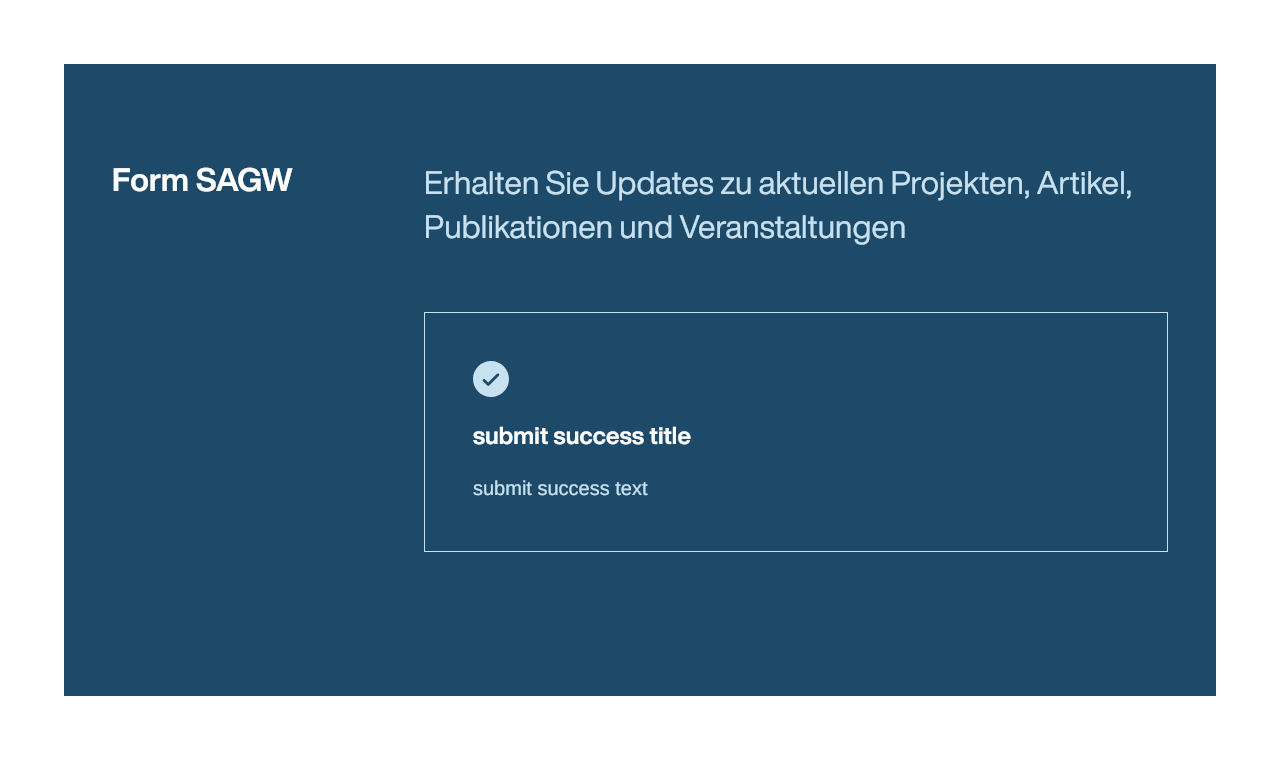 Form SAGW
Erhalten Sie Updates zu aktuellen Projekten, Artikel,
Publikationen und Veranstaltungen
submit success title
submit success text